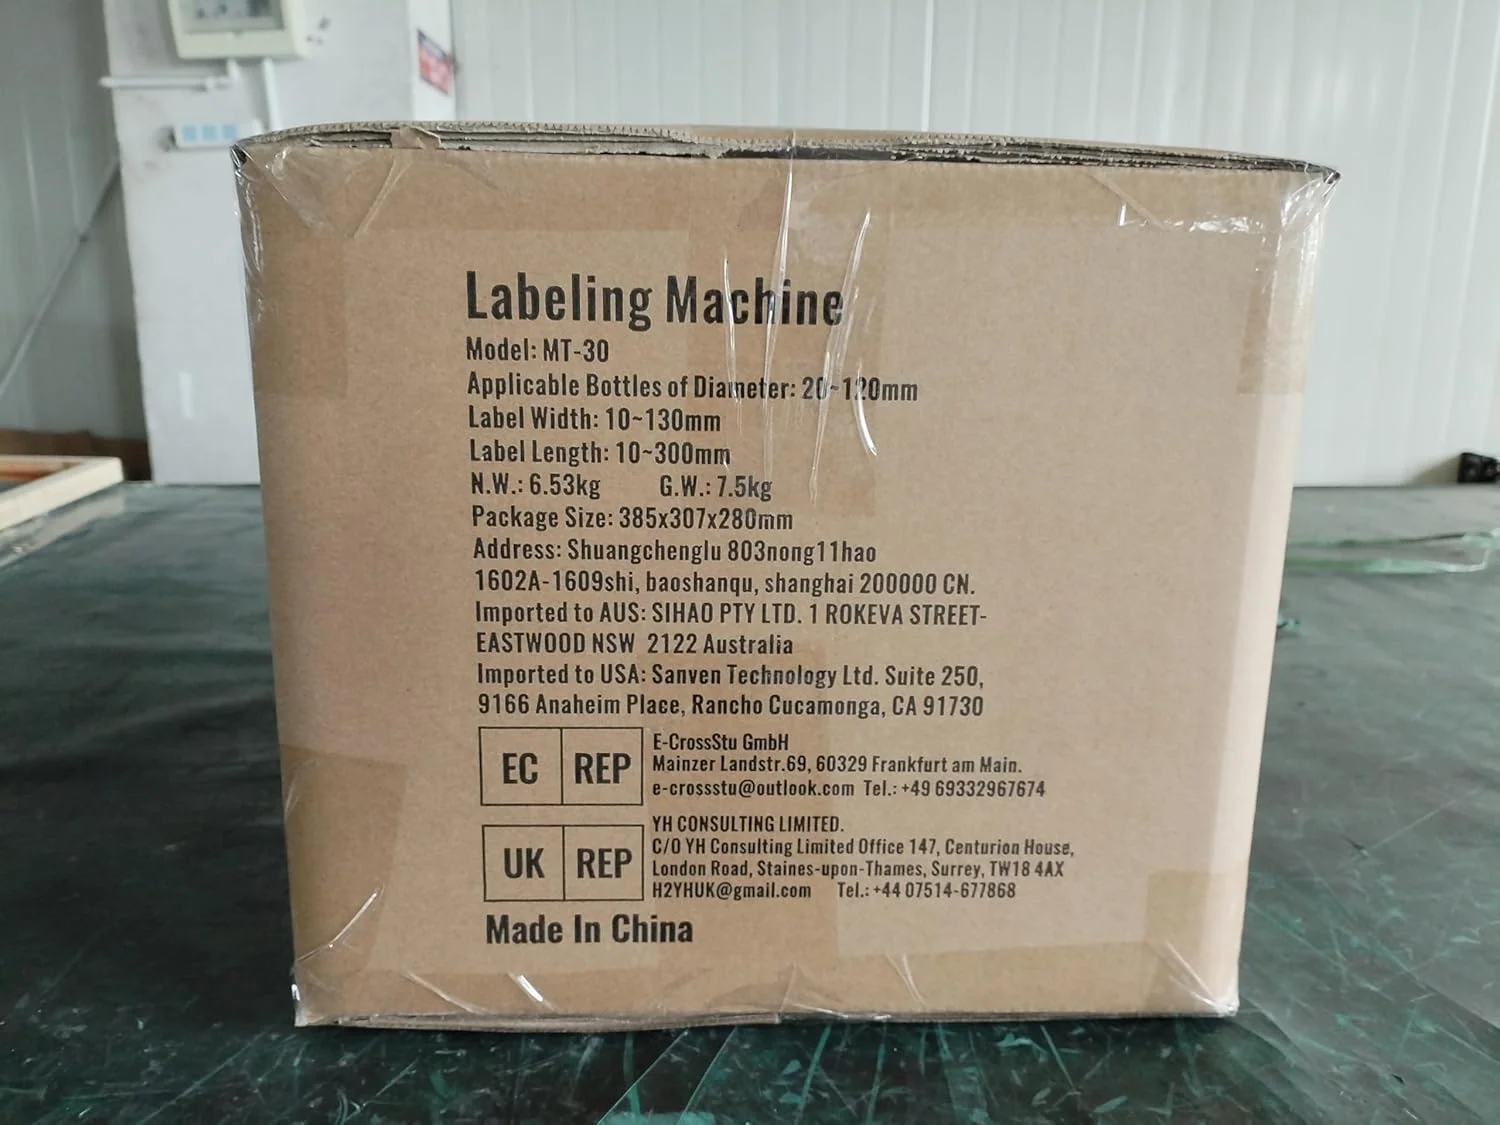 Labeling Machine
Model: MT-30
Applicable Bottles of Diameter: 20~120mm
Label Width: 10~130mm
Label Length: 10~300mm
N.W.: 6.53kg G.W.: 7.5kg
Package Size: 385x307x280mm
Address: Shuangchenglu 803nong11hao
1602A-1609shi, baoshanqu, shanghai 200000 CN.
Imported to AUS: SIHAO PTY LTD. 1 ROKEVA STREET-
EASTWOOD NSW 2122 Australia
Imported to USA: Sanven Technology Ltd. Suite 250,
9166 Anaheim Place, Rancho Cucamonga, CA 91730
EC REP
E-CrossStu GmbH
Mainzer Landstr.69, 60329 Frankfurt am Main.
e-crossstu@outlook.com Tel.: +49 69332967674
UK REP
YH CONSULTING LIMITED.
C/O YH Consulting Limited Office 147, Centurion House,
London Road, Staines-upon-Thames, Surrey, TW18 4AX
H2YHUK@gmail.com Tel.: +44 07514-677868
Made In China